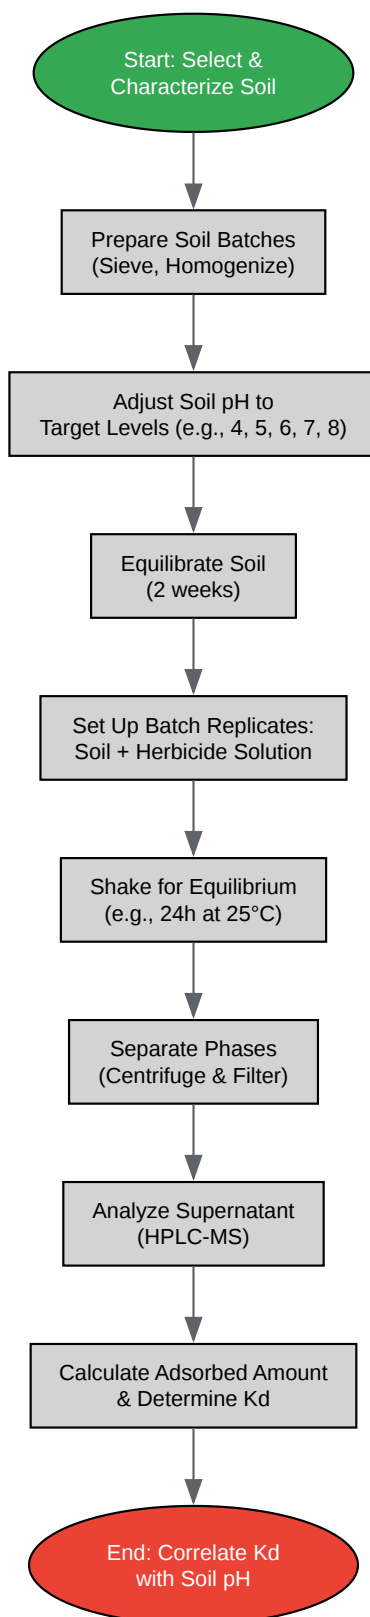 Start: Select &
Characterize Soil
Prepare Soil Batches
(Sieve, Homogenize)
Adjust Soil pH to
Target Levels (e.g., 4, 5, 6, 7, 8)
Equilibrate Soil
(2 weeks)
Set Up Batch Replicates:
Soil + Herbicide Solution
Shake for Equilibrium
(e.g., 24h at 25°C)
Separate Phases
(Centrifuge & Filter)
Analyze Supernatant
(HPLC-MS)
Calculate Adsorbed Amount
& Determine Kd
End: Correlate Kd
with Soil pH